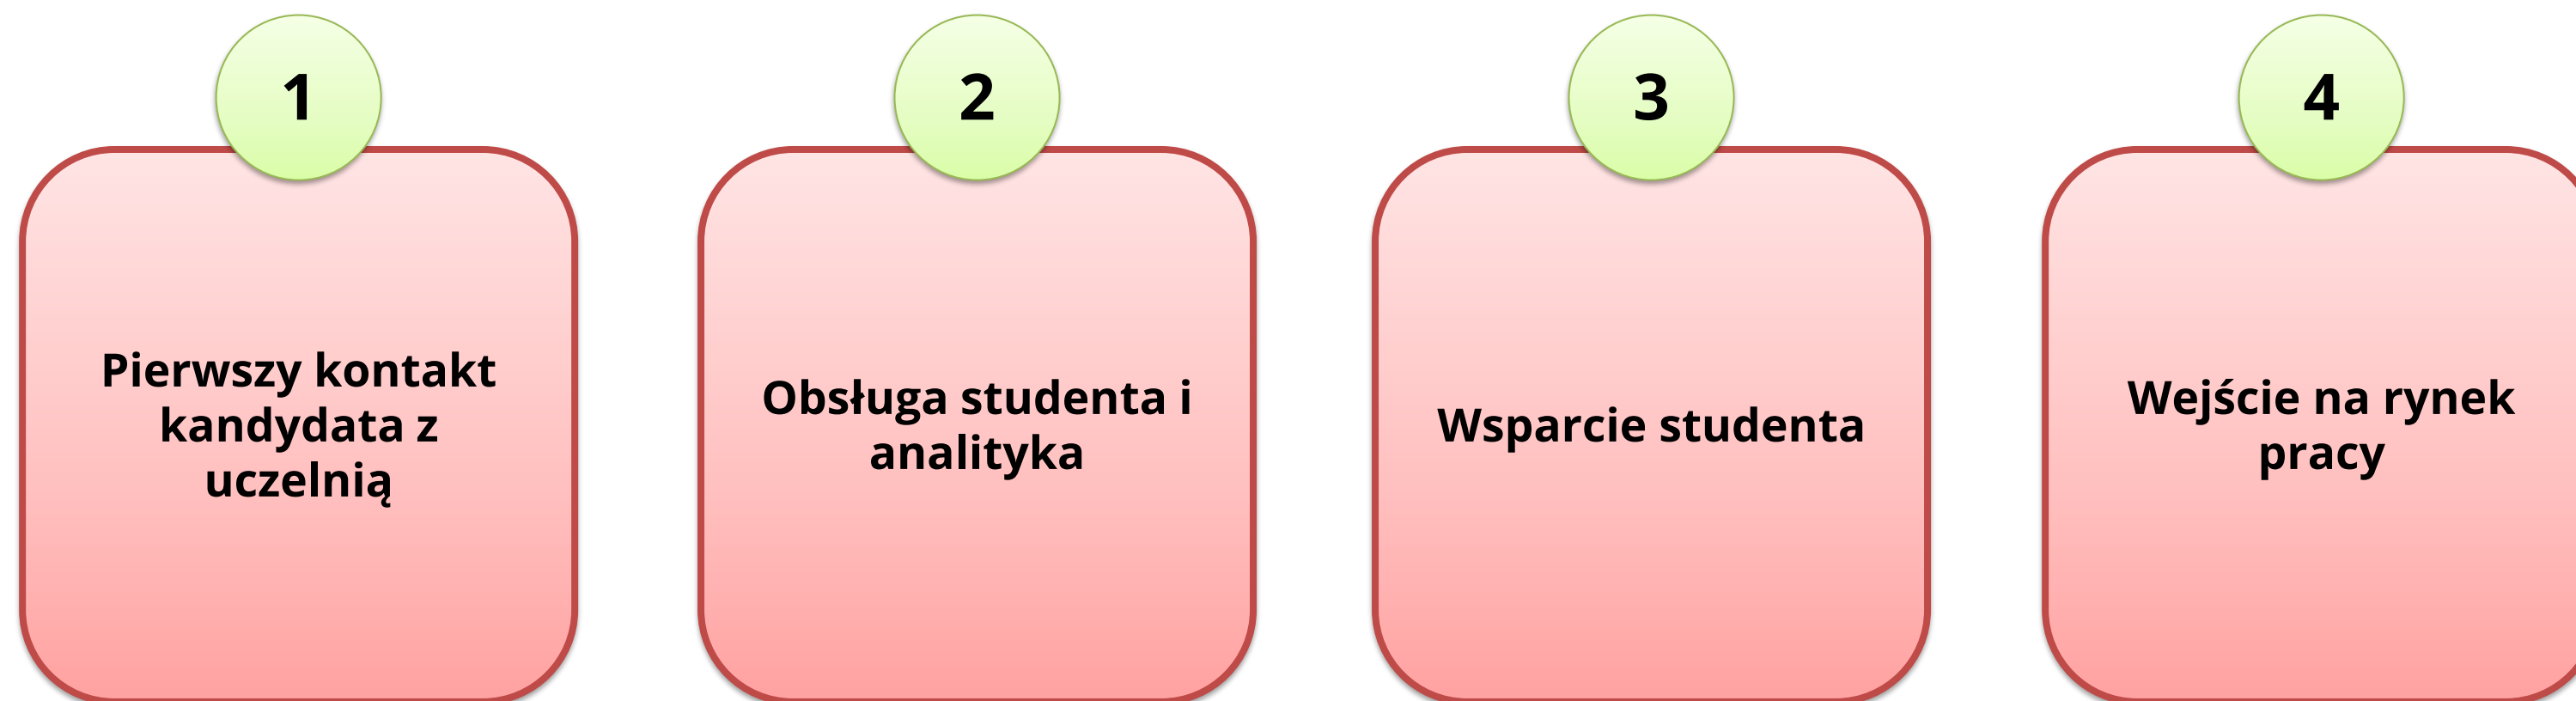 1
Pierwszy kontakt
kandydata z
uczelnią
2
Obsługa studenta i
analityka
3
Wsparcie studenta
4
Wejście na rynek
pracy